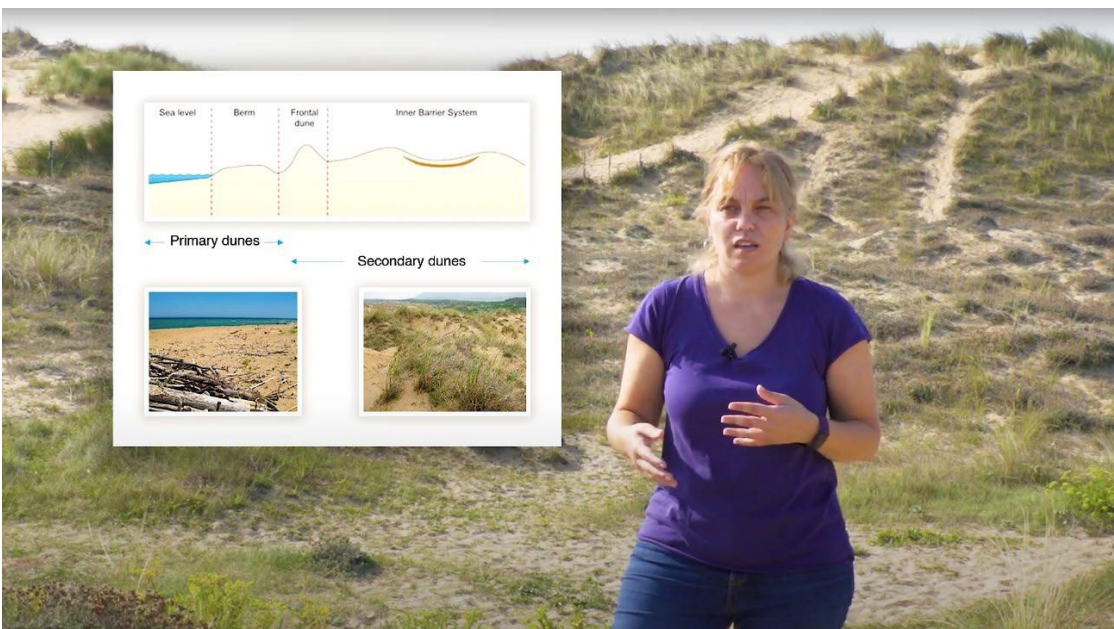 Sea level
Berm
Frontal
dune
Inner Barrier System
Primary dunes
Secondary dunes